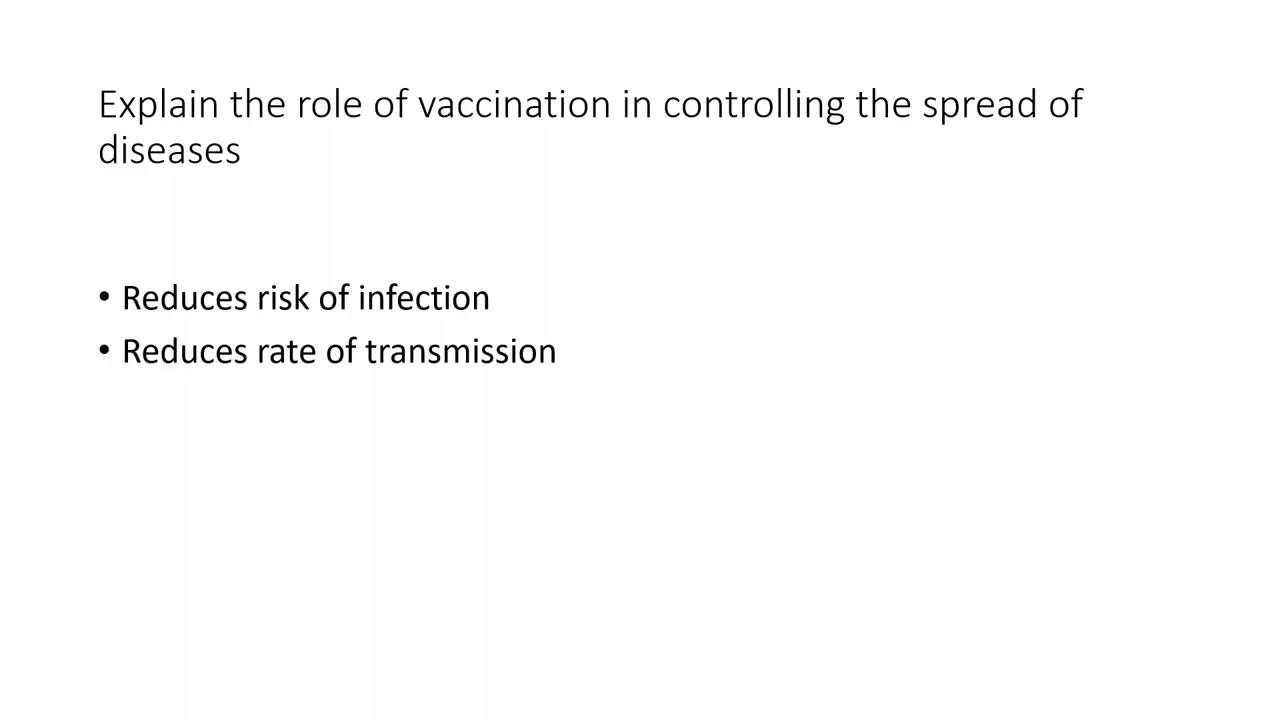 Explain the role of vaccination in controlling the spread of
diseases
• Reduces risk of infection
• Reduces rate of transmission